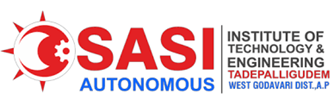 SASI
AUTONOMOUS
INSTITUTE OF
TECHNOLOGY &
ENGINEERING
TADEPALLIGUDEM
WEST GODAVARI DIST.,A.P